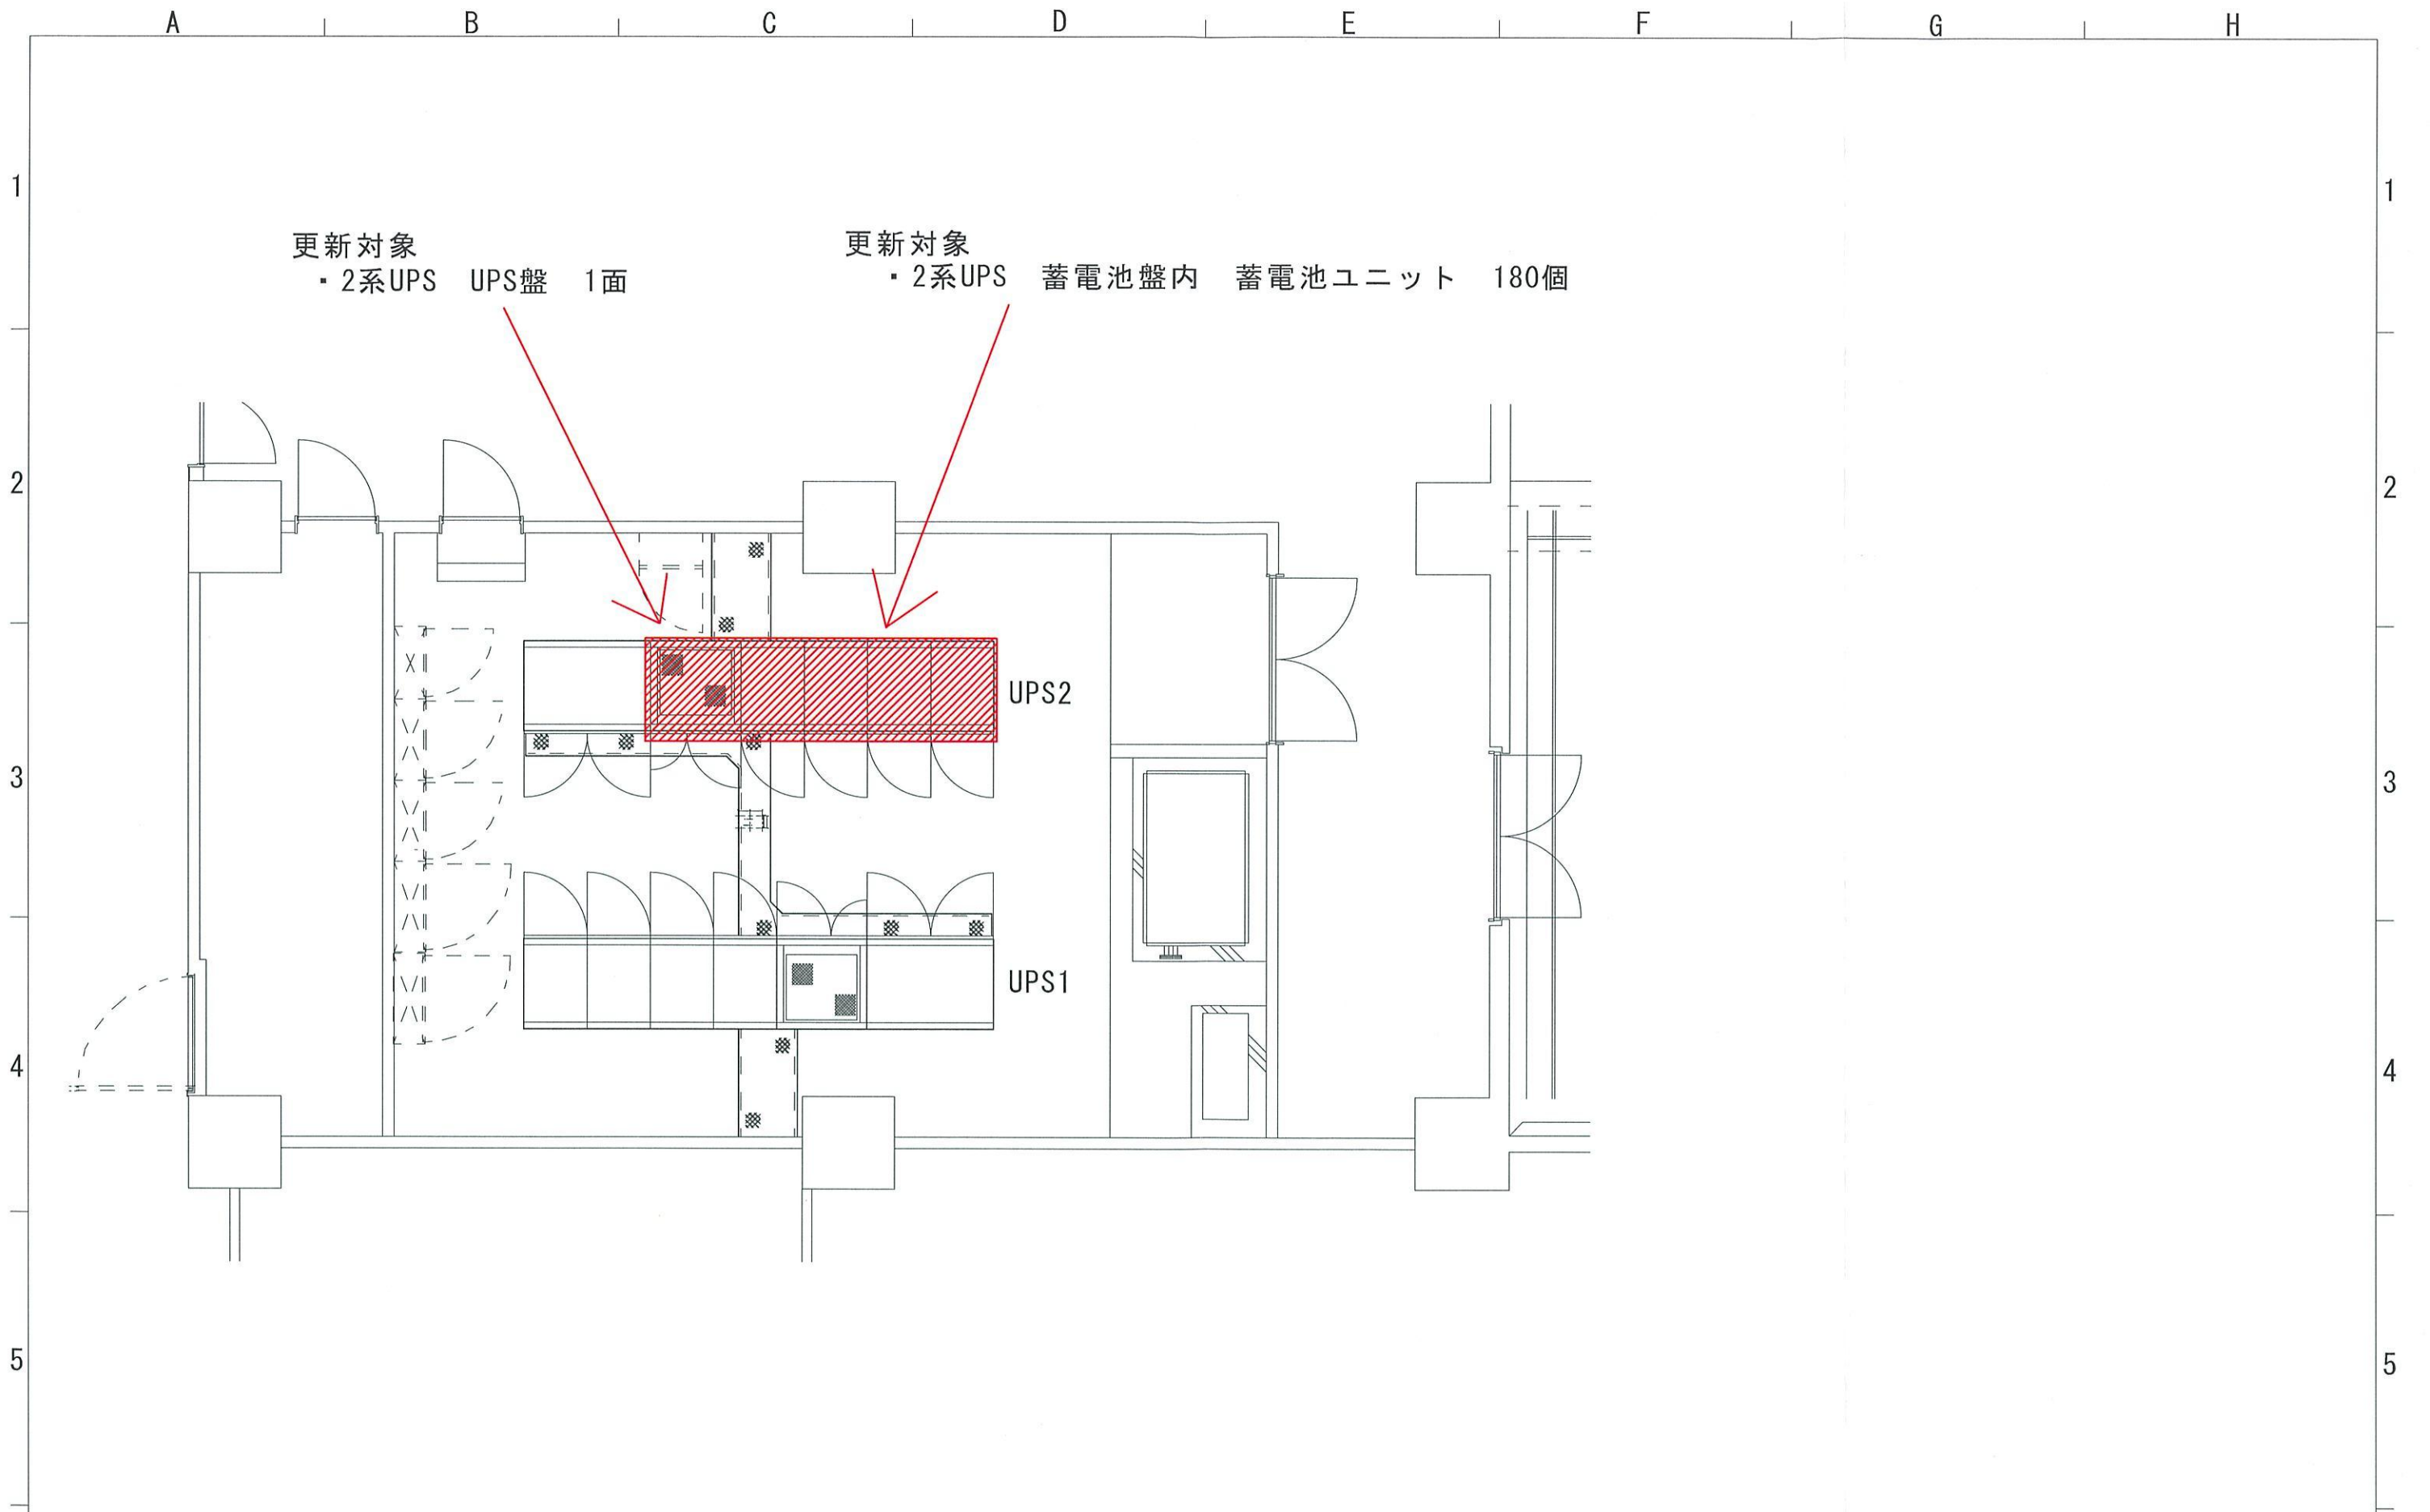 A B C D E F G H
1 1
更新対象
・2系UPS　UPS盤　1面
更新対象
・2系UPS　蓄電池盤内　蓄電池ユニット　180個
2 2
UPS2
3 3
UPS1
4 4
5 5